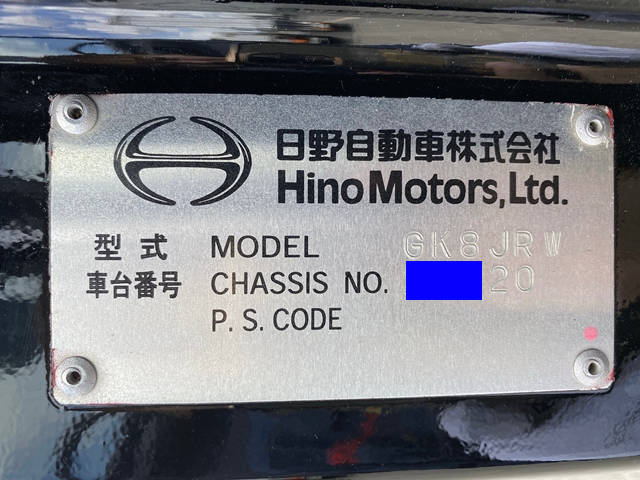 日野自動車株式会社
Hino Motors, Ltd.
型式 MODEL GK8JRW
車台番号 CHASSIS NO. 20
P. S. CODE